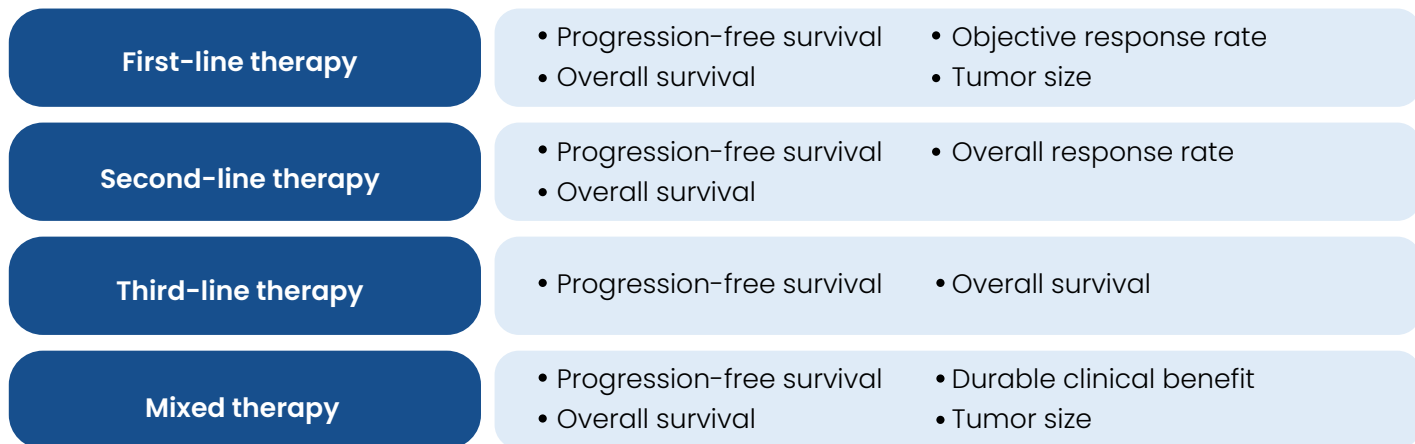 First-line therapy
• Progression-free survival
• Overall survival
• Objective response rate
• Tumor size
Second-line therapy
• Progression-free survival
• Overall survival
• Overall response rate
Third-line therapy
• Progression-free survival
• Overall survival
Mixed therapy
• Progression-free survival
• Overall survival
• Durable clinical benefit
• Tumor size